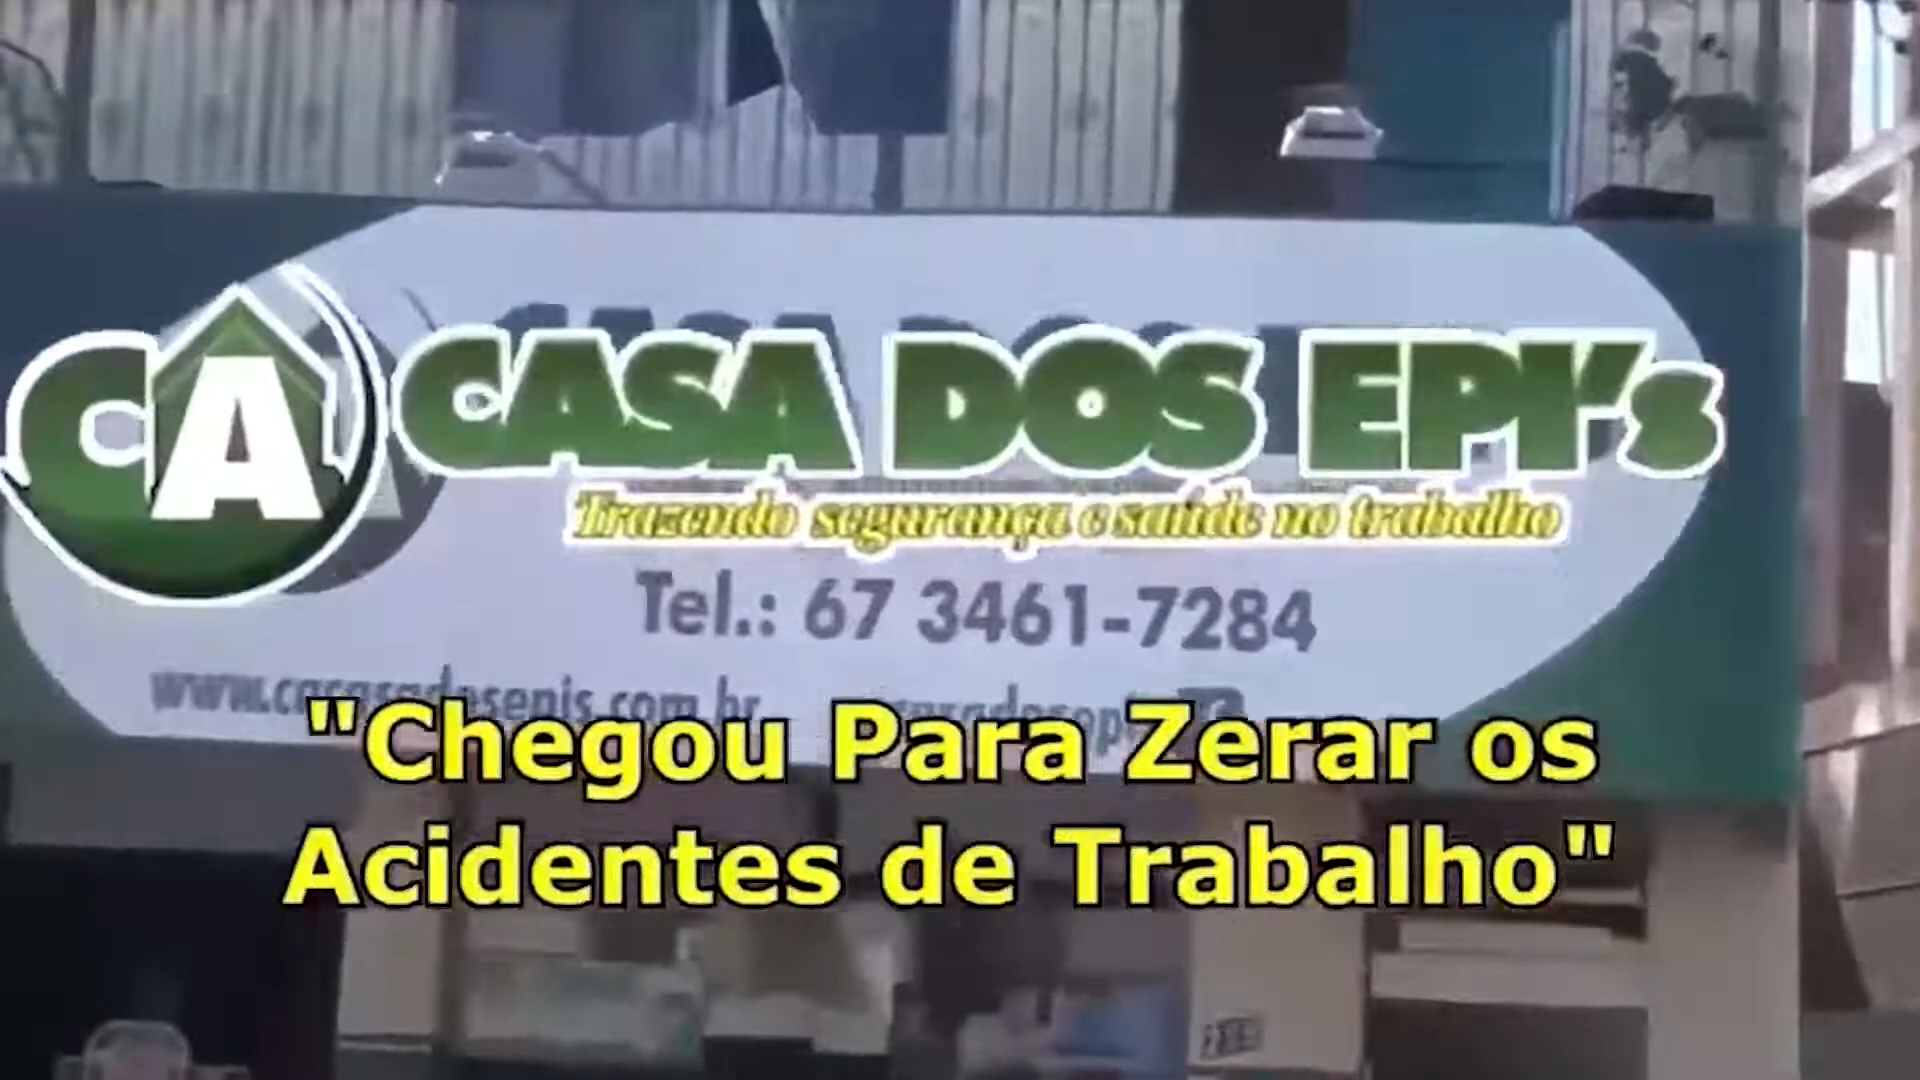 CA CASA DOS EPI's
Trazendo segurança e saúde no trabalho
Tel.: 67 3461-7284
"Chegou Para Zerar os
Acidentes de Trabalho"